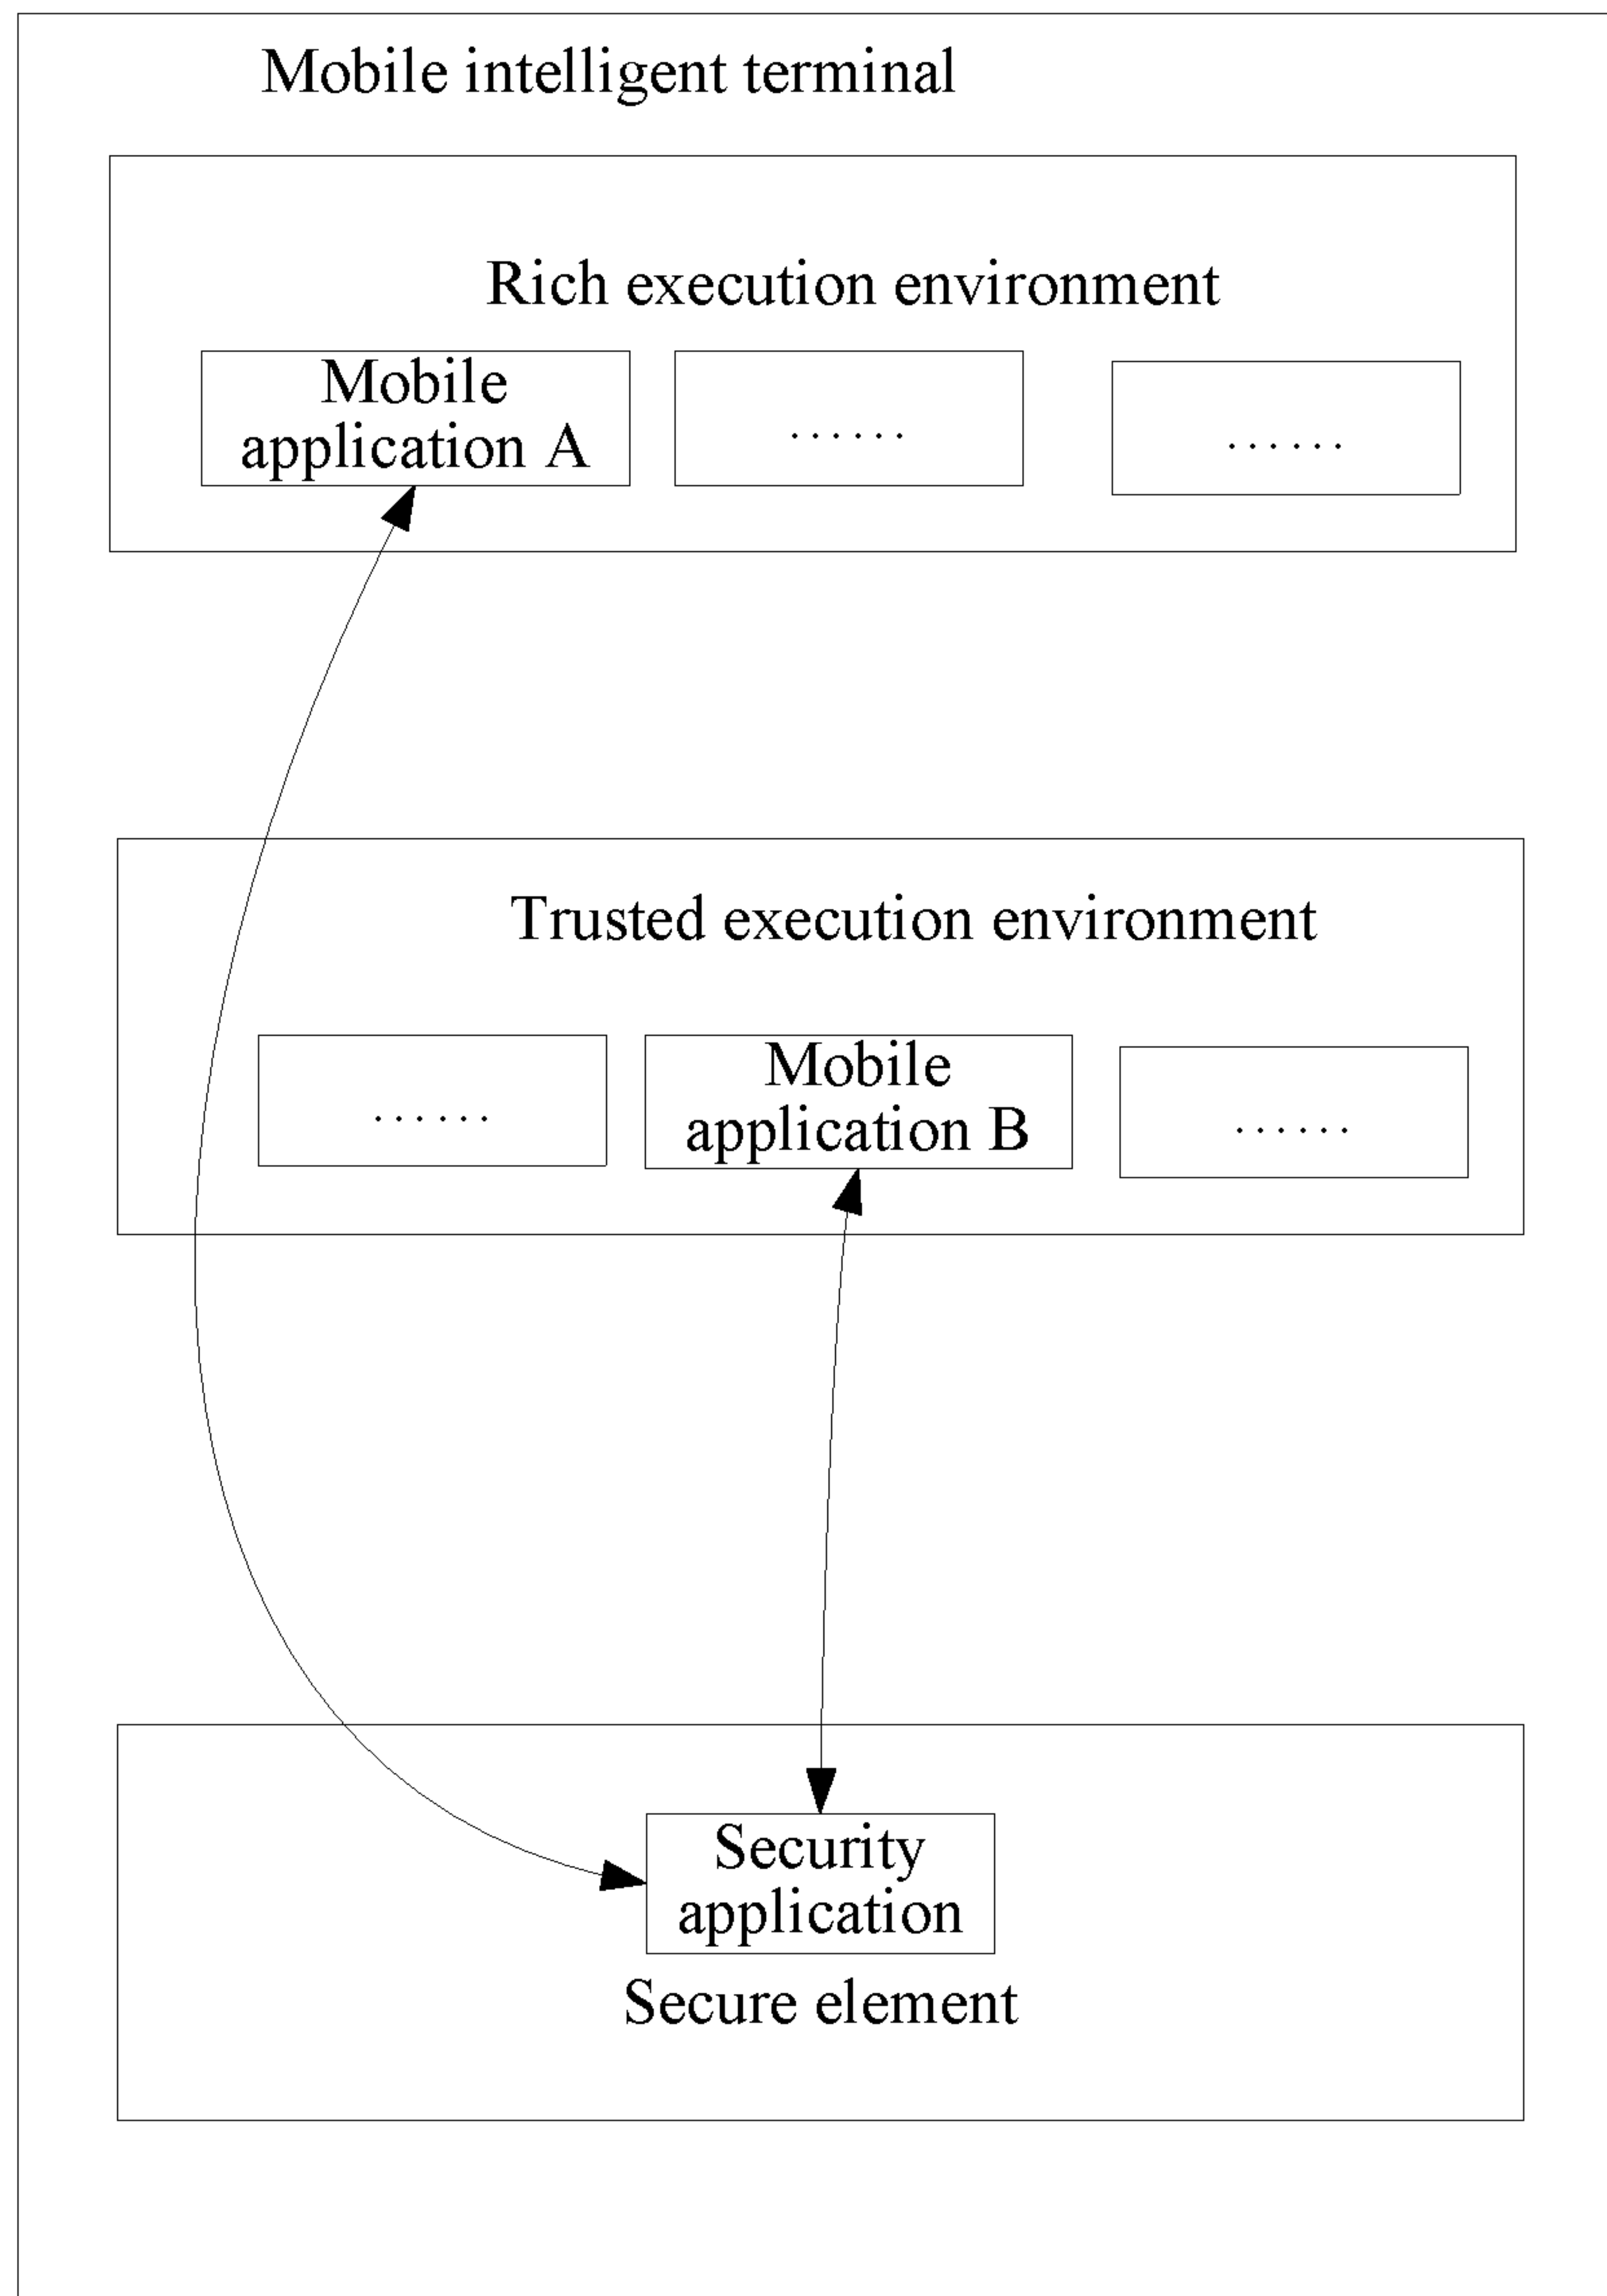 Mobile intelligent terminal
Rich execution environment
Mobile
application A
......
......
Trusted execution environment
......
Mobile
application B
......
Security
application
Secure element